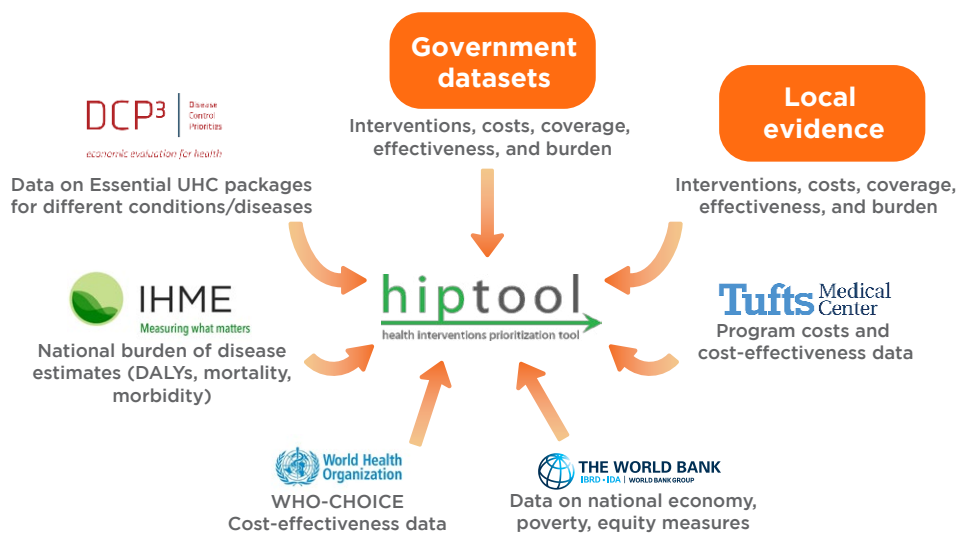 Government
datasets
Interventions, costs, coverage,
effectiveness, and burden
Local
evidence
Interventions, costs, coverage,
effectiveness, and burden
DCP3
Disease
Control
Priorities
economic evaluation for health
Data on Essential UHC packages
for different conditions/diseases
hiptool
health interventions prioritization tool
IHME
Measuring what matters
National burden of disease
estimates (DALYs, mortality,
morbidity)
Tufts Medical
Center
Program costs and
cost-effectiveness data
World Health
Organization
WHO-CHOICE
Cost-effectiveness data
THE WORLD BANK
IBRD • IDA | WORLD BANK GROUP
Data on national economy,
poverty, equity measures